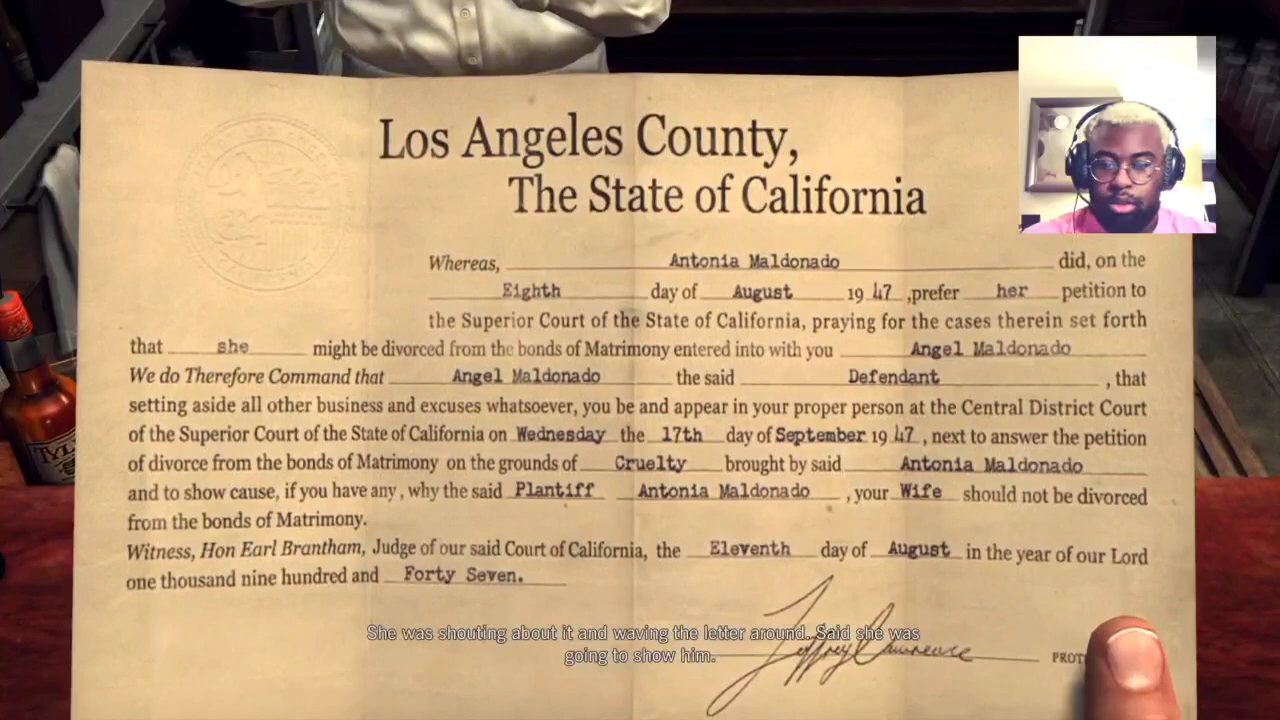 Los Angeles County,
The State of California
Whereas, Antonia Maldonado did, on the
Eighth day of August 19 47 ,prefer her petition to
the Superior Court of the State of California, praying for the cases therein set forth
that she might be divorced from the bonds of Matrimony entered into with you Angel Maldonado
We do Therefore Command that Angel Maldonado the said Defendant , that
setting aside all other business and excuses whatsoever, you be and appear in your proper person at the Central District Court
of the Superior Court of the State of California on Wednesday the 17th day of September 19 47 , next to answer the petition
of divorce from the bonds of Matrimony on the grounds of Cruelty brought by said Antonia Maldonado
and to show cause, if you have any , why the said Plantiff Antonia Maldonado , your Wife should not be divorced
from the bonds of Matrimony.
Witness, Hon Earl Brantham, Judge of our said Court of California, the Eleventh day of August in the year of our Lord
one thousand nine hundred and Forty Seven.
She was shouting about it and waving the letter around. Said she was
going to show him.
Jeffrey Lawrence